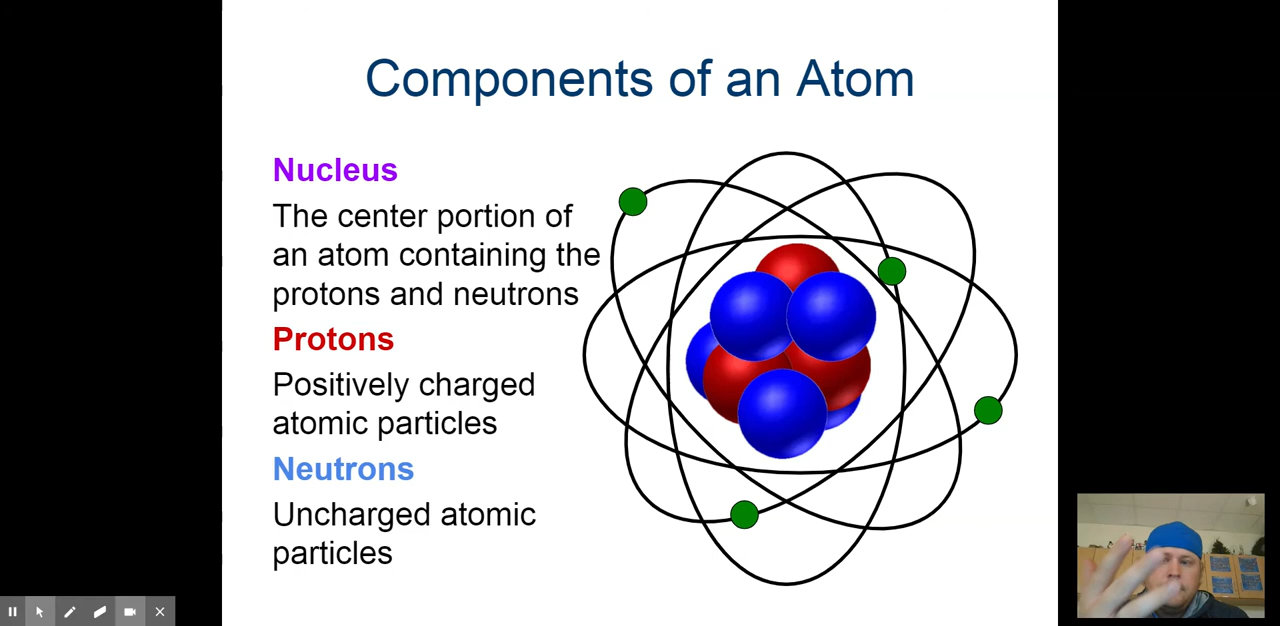 Components of an Atom
Nucleus
The center portion of
an atom containing the
protons and neutrons
Protons
Positively charged
atomic particles
Neutrons
Uncharged atomic
particles